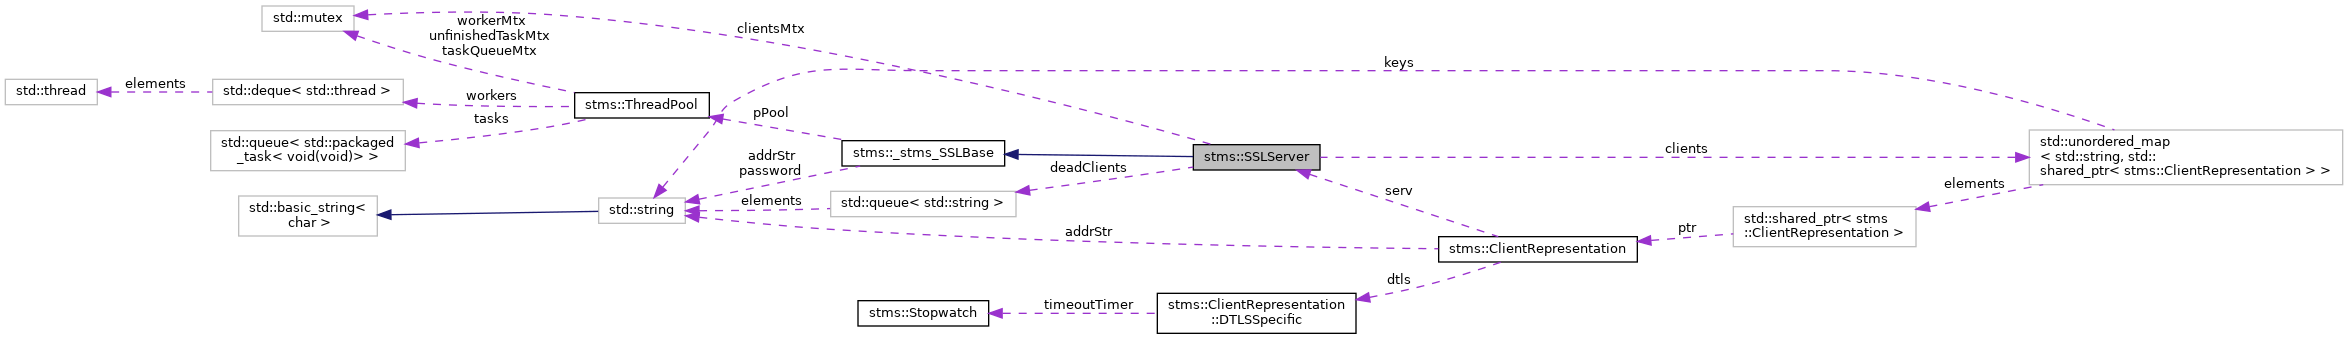 std::mutex
workerMtx
unfinishedTaskMtx
taskQueueMtx
clientsMtx
keys
std::thread
elements
std::deque< std::thread >
workers
stms::ThreadPool
tasks
pPool
std::queue< std::packaged
_task< void(void)> >
stms::_stms_SSLBase
stms::SSLServer
clients
std::unordered_map
< std::string, std::
shared_ptr< stms::ClientRepresentation > >
addrStr
password
deadClients
serv
elements
std::basic_string<
char >
std::string
elements
std::queue< std::string >
addrStr
stms::ClientRepresentation
ptr
std::shared_ptr< stms
::ClientRepresentation >
dtls
stms::Stopwatch
timeoutTimer
stms::ClientRepresentation
::DTLSSpecific